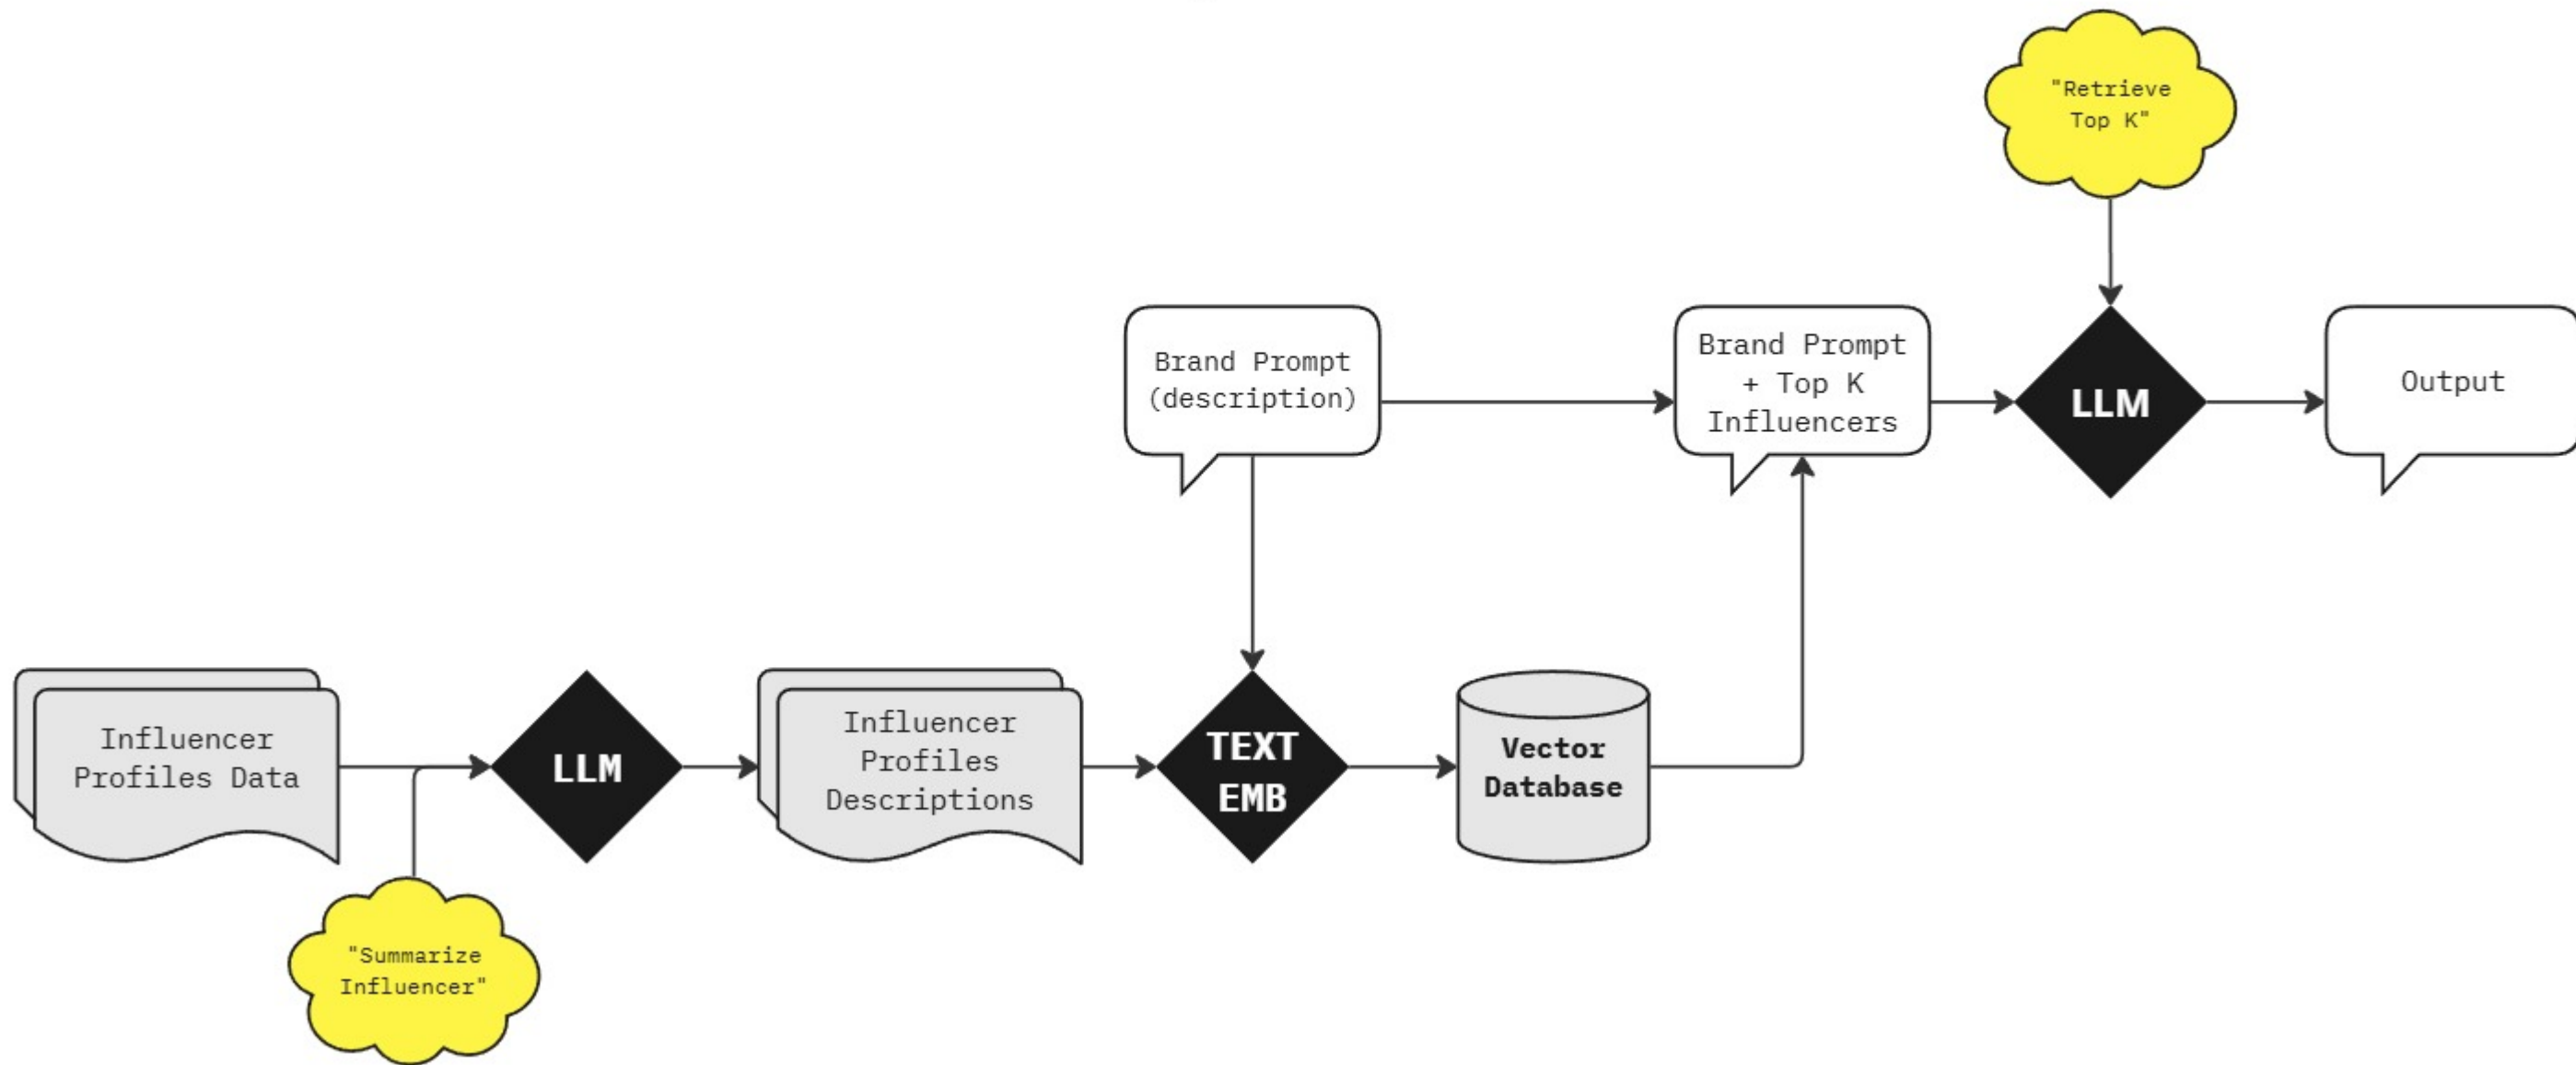 "Retrieve
Top K"
Brand Prompt
(description)
Brand Prompt
+ Top K
Influencers
LLM
Output
Influencer
Profiles Data
LLM
Influencer
Profiles
Descriptions
TEXT
EMB
Vector
Database
"Summarize
Influencer"